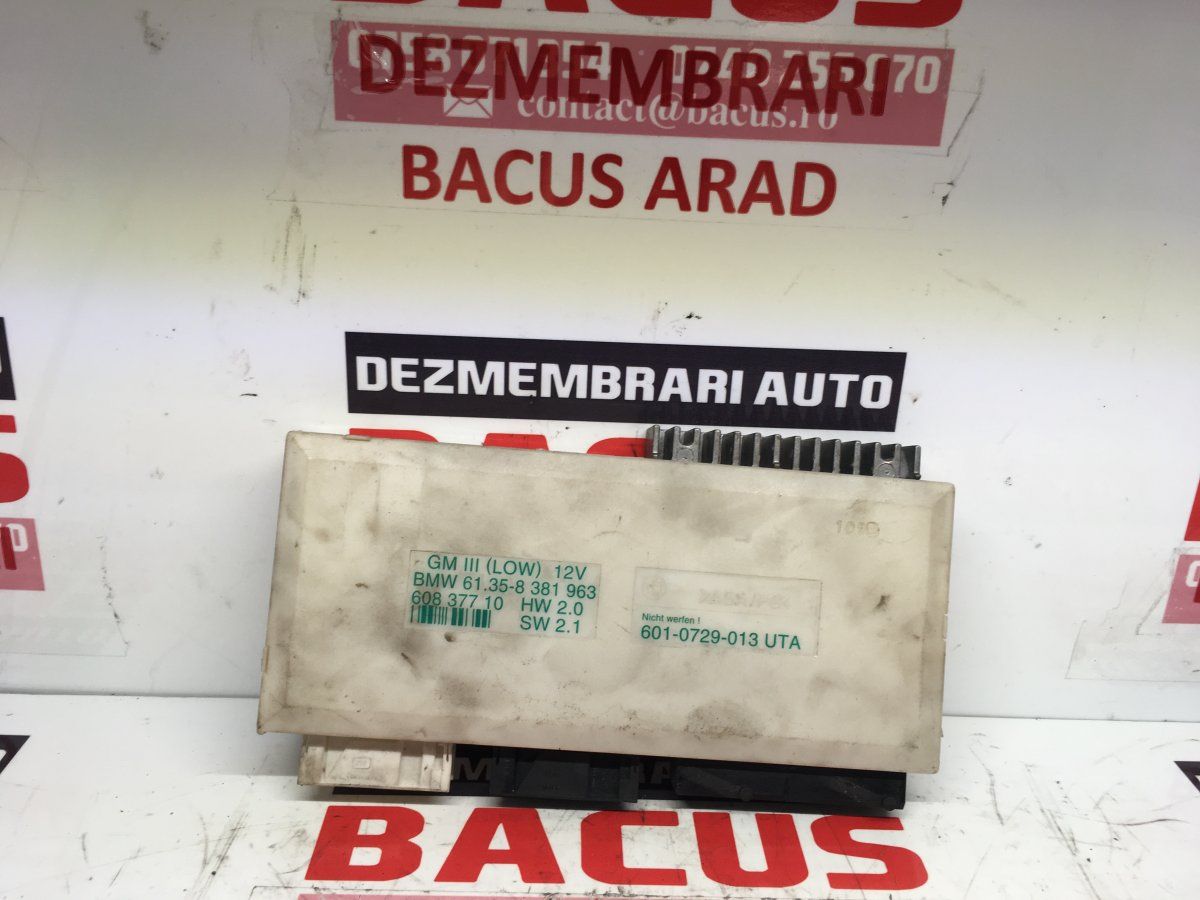 BACUS
DEZMEMBRARI
contact@bacus.ro
BACUS ARAD
DEZMEMBRARI AUTO
GM III (LOW) 12V
BMW 61.35-8 381 963
608 377 10 HW 2.0
SW 2.1
Nicht werfen !
601-0729-013 UTA
BACUS